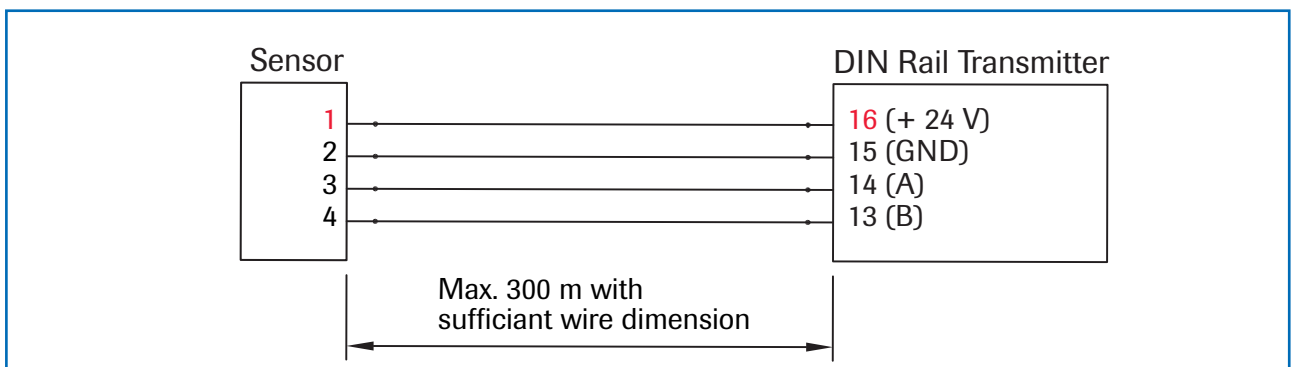 Sensor
DIN Rail Transmitter
1
16 (+ 24 V)
2
15 (GND)
3
14 (A)
4
13 (B)
Max. 300 m with
sufficiant wire dimension